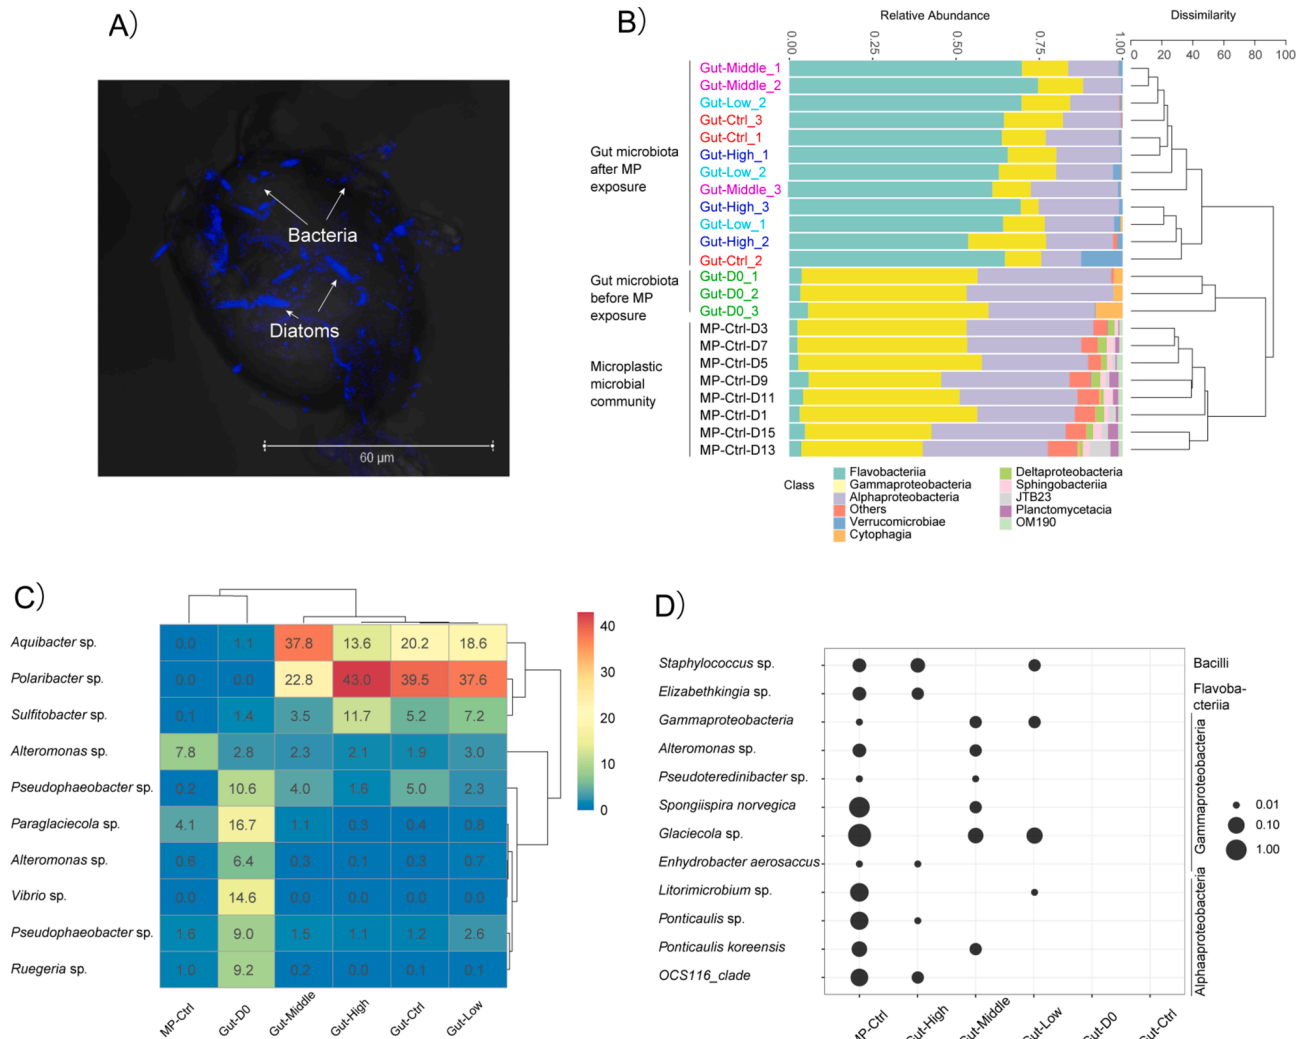 A)
Bacteria
Diatoms
60 µm
B)
Relative Abundance
Dissimilarity
0.00
0.25
0.50
0.75
1.00
0 20 40 60 80 100
Gut microbiota
after MP
exposure
Gut-Middle_1
Gut-Middle_2
Gut-Low_2
Gut-Ctrl_3
Gut-Ctrl_1
Gut-High_1
Gut-Low_2
Gut-Middle_3
Gut-High_3
Gut-Low_1
Gut-High_2
Gut-Ctrl_2
Gut microbiota
before MP
exposure
Gut-D0_1
Gut-D0_2
Gut-D0_3
Microplastic
microbial
community
MP-Ctrl-D3
MP-Ctrl-D7
MP-Ctrl-D5
MP-Ctrl-D9
MP-Ctrl-D11
MP-Ctrl-D1
MP-Ctrl-D15
MP-Ctrl-D13
Class
Flavobacteriia
Gammaproteobacteria
Alphaproteobacteria
Others
Verrucomicrobiae
Cytophagia
Deltaproteobacteria
Sphingobacteriia
JTB23
Planctomycetacia
OM190
C)
Aquibacter sp. 0.0 1.1 37.8 13.6 20.2 18.6
Polaribacter sp. 0.0 0.0 22.8 43.0 39.5 37.6
Sulfitobacter sp. 0.1 1.4 3.5 11.7 5.2 7.2
Alteromonas sp. 7.8 2.8 2.3 2.1 1.9 3.0
Pseudophaeobacter sp. 0.2 10.6 4.0 1.6 5.0 2.3
Paraglaciecola sp. 4.1 16.7 1.1 0.3 0.4 0.8
Alteromonas sp. 0.6 6.4 0.3 0.1 0.3 0.7
Vibrio sp. 0.0 14.6 0.0 0.0 0.0 0.0
Pseudophaeobacter sp. 1.6 9.0 1.5 1.1 1.2 2.6
Ruegeria sp. 1.0 9.2 0.2 0.0 0.1 0.1
MP-Ctrl
Gut-D0
Gut-Middle
Gut-High
Gut-Ctrl
Gut-Low
40
30
20
10
0
D)
Staphylococcus sp.
Elizabethkingia sp.
Gammaproteobacteria
Alteromonas sp.
Pseudoteredinibacter sp.
Spongiispira norvegica
Glaciecola sp.
Enhydrobacter aerosaccus
Litorimicrobium sp.
Ponticaulis sp.
Ponticaulis koreensis
OCS116_clade
Bacilli
Flavoba-
cteriia
Gammaproteobacteria
Alphaaproteobacteria
0.01
0.10
1.00
MP-Ctrl
Gut-High
Gut-Middle
Gut-Low
Gut-D0
Gut-Ctrl